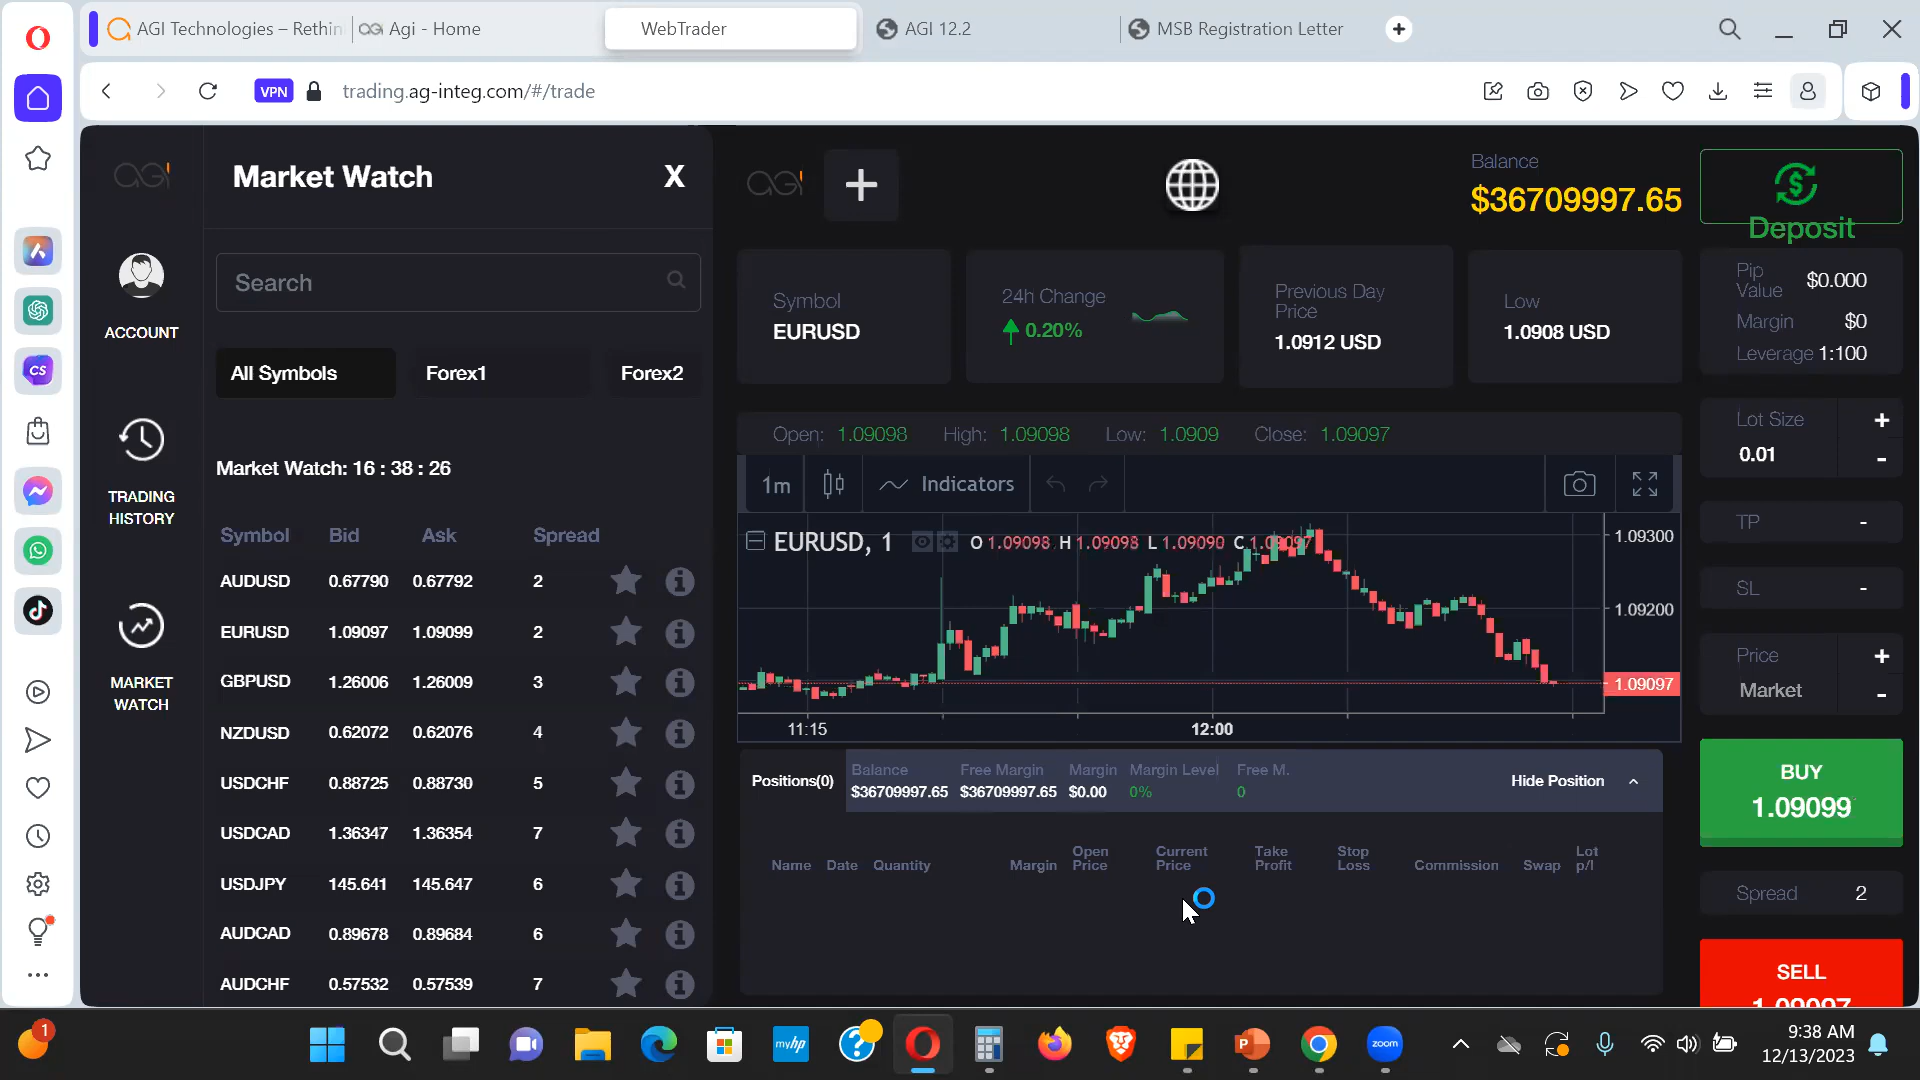 AGI Technologies – Rethin
Agi - Home
WebTrader
AGI 12.2
MSB Registration Letter
VPN
trading.ag-integ.com/#/trade
AGI
Market Watch
X
ACCOUNT
TRADING
HISTORY
MARKET
WATCH
Search
All Symbols
Forex1
Forex2
Market Watch: 16 : 38 : 26
Symbol Bid Ask Spread
AUDUSD 0.67790 0.67792 2
EURUSD 1.09097 1.09099 2
GBPUSD 1.26006 1.26009 3
NZDUSD 0.62072 0.62076 4
USDCHF 0.88725 0.88730 5
USDCAD 1.36347 1.36354 7
USDJPY 145.641 145.647 6
AUDCAD 0.89678 0.89684 6
AUDCHF 0.57532 0.57539 7
AGI
+
Balance
$36709997.65
Deposit
Symbol
EURUSD
24h Change
0.20%
Previous Day
Price
1.0912 USD
Low
1.0908 USD
Open: 1.09098 High: 1.09098 Low: 1.0909 Close: 1.09097
1m
Indicators
EURUSD, 1
O 1.09098 H 1.09098 L 1.09090 C 1.09097
1.09300
1.09200
1.09097
11:15
12:00
Positions(0)
Balance Free Margin Margin Margin Level Free M.
$36709997.65 $36709997.65 $0.00 0% 0
Hide Position
Name Date Quantity Margin
Open
Price
Current
Price
Take
Profit
Stop
Loss
Commission
Swap
Lot
p/l
Pip
Value
$0.000
Margin $0
Leverage 1:100
Lot Size +
0.01 -
TP -
SL -
Price +
Market -
BUY
1.09099
Spread 2
SELL
1.09097
CS
1
myhp
?
P
zoom
9:38 AM
12/13/2023